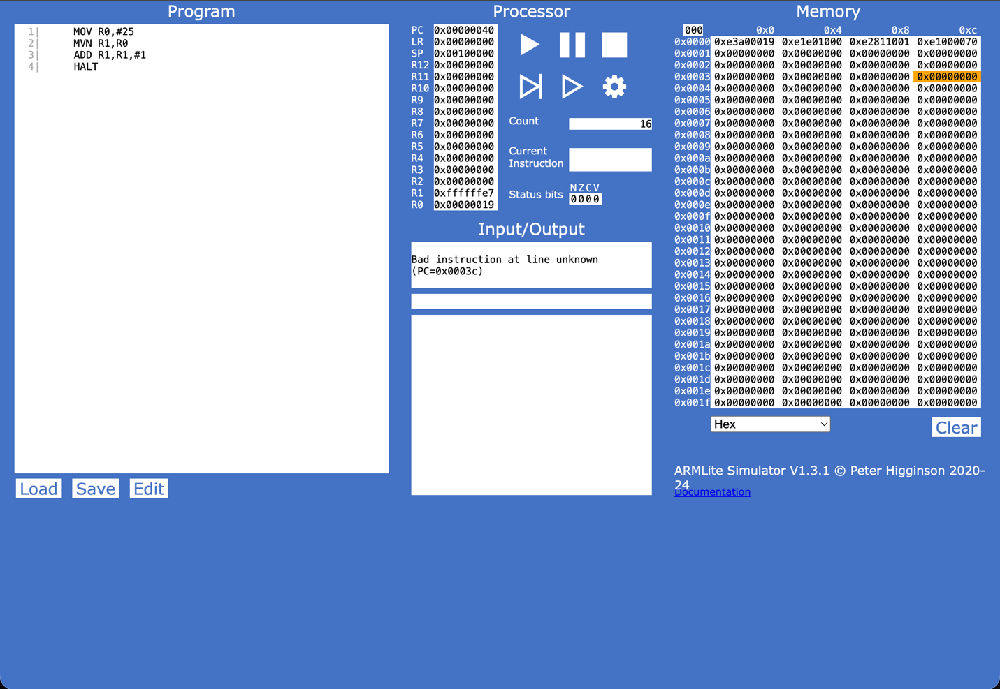 Program
1| MOV R0,#25
2| MVN R1,R0
3| ADD R1,R1,#1
4| HALT
Load Save Edit
Processor
PC 0x00000040
LR 0x00000000
SP 0x00100000
R12 0x00000000
R11 0x00000000
R10 0x00000000
R9 0x00000000
R8 0x00000000
R7 0x00000000
R6 0x00000000
R5 0x00000000
R4 0x00000000
R3 0x00000000
R2 0x00000000
R1 0xffffffe7
R0 0x00000019
Count 16
Current
Instruction
NZCV
Status bits 0000
Input/Output
Bad instruction at line unknown
(PC=0x0003c)
Memory
000 0x0 0x4 0x8 0xc
0x0000 0xe3a00019 0xe1e01000 0xe2811001 0xe1000070
0x0001 0x00000000 0x00000000 0x00000000 0x00000000
0x0002 0x00000000 0x00000000 0x00000000 0x00000000
0x0003 0x00000000 0x00000000 0x00000000 0x00000000
0x0004 0x00000000 0x00000000 0x00000000 0x00000000
0x0005 0x00000000 0x00000000 0x00000000 0x00000000
0x0006 0x00000000 0x00000000 0x00000000 0x00000000
0x0007 0x00000000 0x00000000 0x00000000 0x00000000
0x0008 0x00000000 0x00000000 0x00000000 0x00000000
0x0009 0x00000000 0x00000000 0x00000000 0x00000000
0x000a 0x00000000 0x00000000 0x00000000 0x00000000
0x000b 0x00000000 0x00000000 0x00000000 0x00000000
0x000c 0x00000000 0x00000000 0x00000000 0x00000000
0x000d 0x00000000 0x00000000 0x00000000 0x00000000
0x000e 0x00000000 0x00000000 0x00000000 0x00000000
0x000f 0x00000000 0x00000000 0x00000000 0x00000000
0x0010 0x00000000 0x00000000 0x00000000 0x00000000
0x0011 0x00000000 0x00000000 0x00000000 0x00000000
0x0012 0x00000000 0x00000000 0x00000000 0x00000000
0x0013 0x00000000 0x00000000 0x00000000 0x00000000
0x0014 0x00000000 0x00000000 0x00000000 0x00000000
0x0015 0x00000000 0x00000000 0x00000000 0x00000000
0x0016 0x00000000 0x00000000 0x00000000 0x00000000
0x0017 0x00000000 0x00000000 0x00000000 0x00000000
0x0018 0x00000000 0x00000000 0x00000000 0x00000000
0x0019 0x00000000 0x00000000 0x00000000 0x00000000
0x001a 0x00000000 0x00000000 0x00000000 0x00000000
0x001b 0x00000000 0x00000000 0x00000000 0x00000000
0x001c 0x00000000 0x00000000 0x00000000 0x00000000
0x001d 0x00000000 0x00000000 0x00000000 0x00000000
0x001e 0x00000000 0x00000000 0x00000000 0x00000000
0x001f 0x00000000 0x00000000 0x00000000 0x00000000
Hex Clear
ARMLite Simulator V1.3.1 © Peter Higginson 2020-
24
Documentation